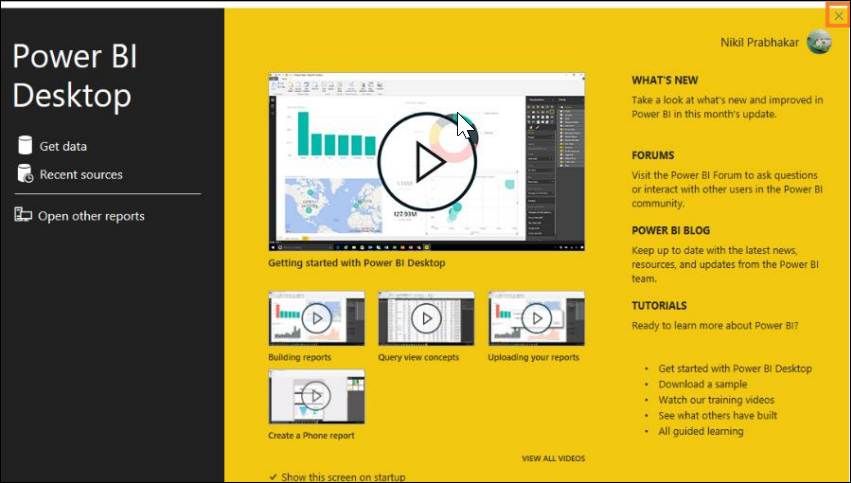 Power BI
Desktop
Get data
Recent sources
Open other reports
Nikil Prabhakar
127.93M
Getting started with Power BI Desktop
Building reports
Query view concepts
Uploading your reports
Create a Phone report
VIEW ALL VIDEOS
Show this screen on startup
WHAT'S NEW
Take a look at what's new and improved in
Power BI in this month's update.
FORUMS
Visit the Power BI Forum to ask questions
or interact with other users in the Power BI
community.
POWER BI BLOG
Keep up to date with the latest news,
resources, and updates from the Power BI
team.
TUTORIALS
Ready to learn more about Power BI?
• Get started with Power BI Desktop
• Download a sample
• Watch our training videos
• See what others have built
• All guided learning